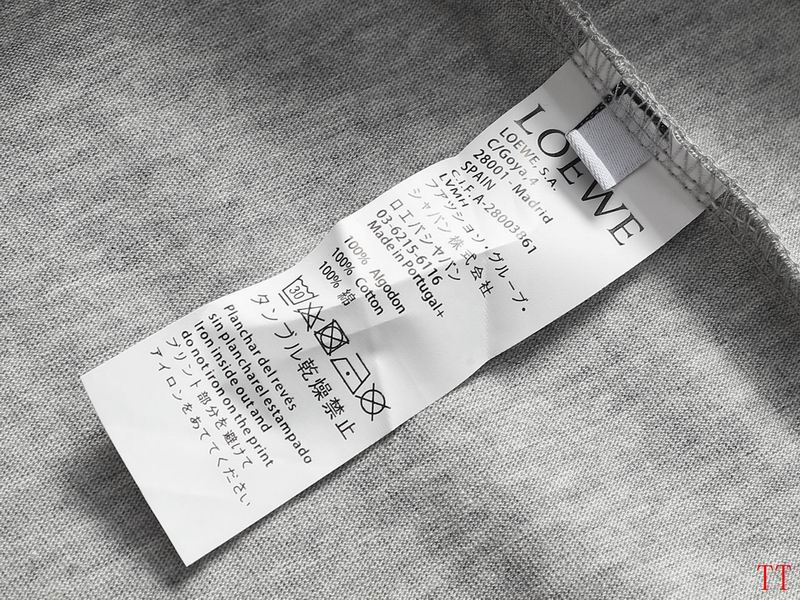 LOEWE
LOEWE, S.A.
C/Goya, 4
28001 - Madrid
SPAIN
C.I.F. A-28003861
LVMH
ファッション・グループ・
ジャパン株式会社
ロエベジャパン
03-6215-6116
Made in Portugal+
100% Algodon
100% Cotton
100% 綿
30
タンブル乾燥禁止
Planchar del revés
sin planchar el estampado
Iron inside out and
do not iron on the print
プリント部分を避けて
アイロンをあててください
TT